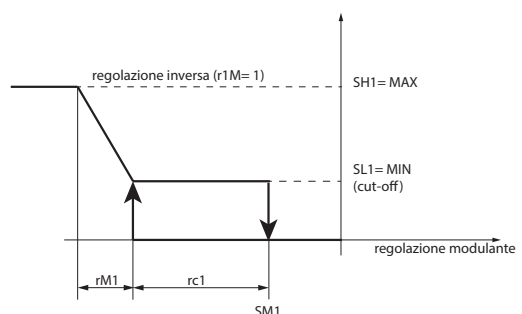 regolazione inversa (r1M= 1)
SH1= MAX
SL1= MIN
(cut-off)
regolazione modulante
rM1
rc1
SM1